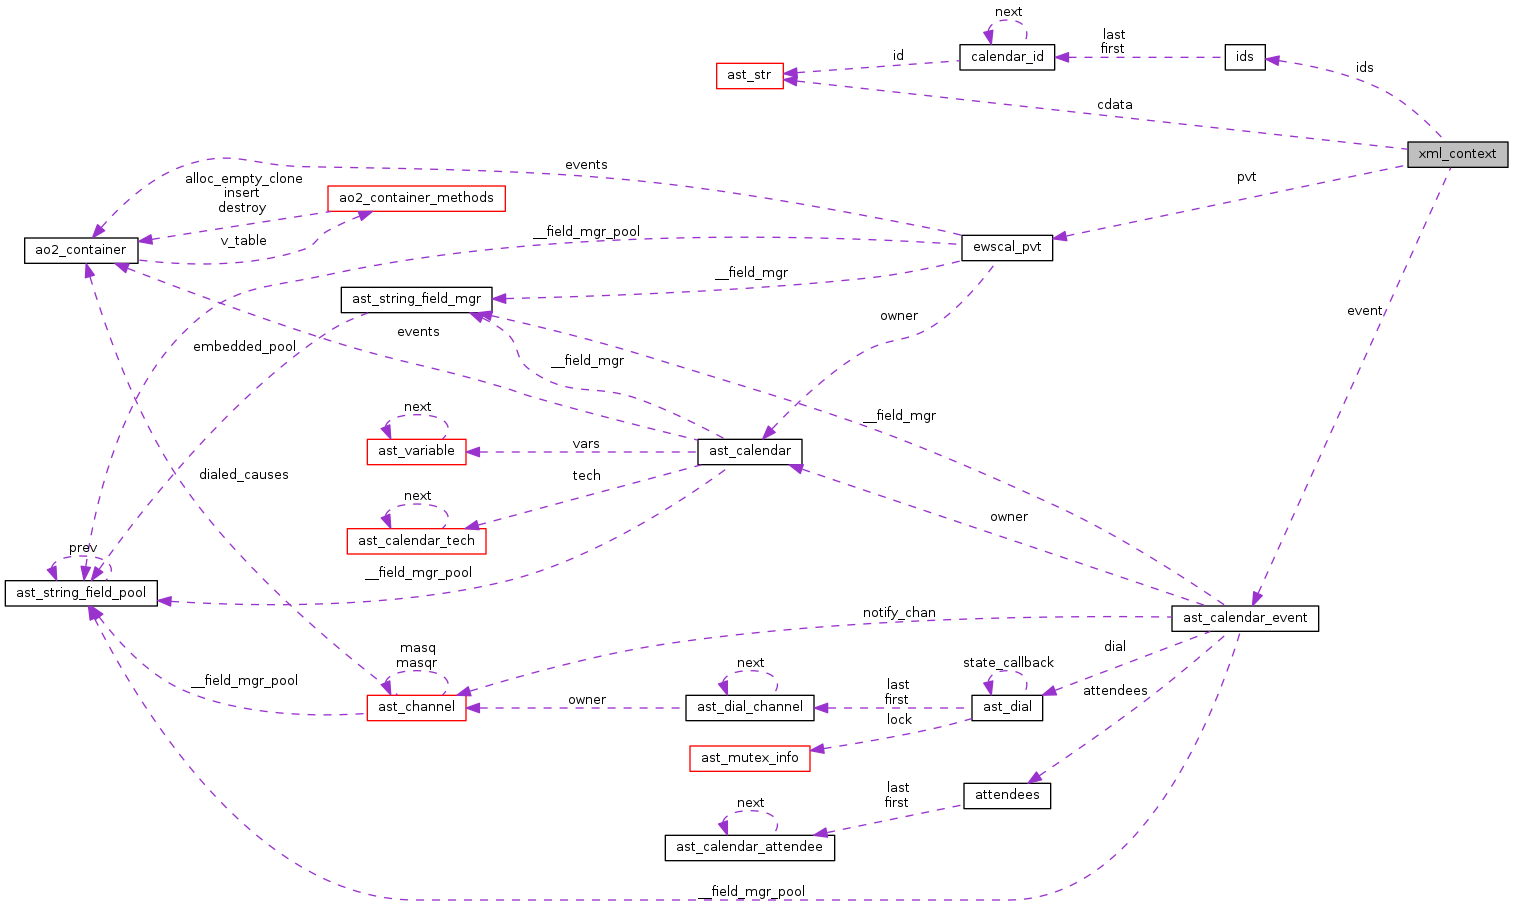 next
last
first
calendar_id
ids
id
ids
ast_str
cdata
xml_context
events
alloc_empty_clone
insert
destroy
ao2_container_methods
pvt
v_table
__field_mgr_pool
ao2_container
ewscal_pvt
__field_mgr
ast_string_field_mgr
owner
event
events
embedded_pool
__field_mgr
next
__field_mgr
ast_variable
vars
ast_calendar
dialed_causes
tech
next
owner
ast_calendar_tech
prev
__field_mgr_pool
ast_string_field_pool
notify_chan
ast_calendar_event
masq
masqr
next
state_callback
dial
__field_mgr_pool
last
first
attendees
ast_channel
owner
ast_dial_channel
ast_dial
lock
ast_mutex_info
last
first
attendees
next
ast_calendar_attendee
__field_mgr_pool